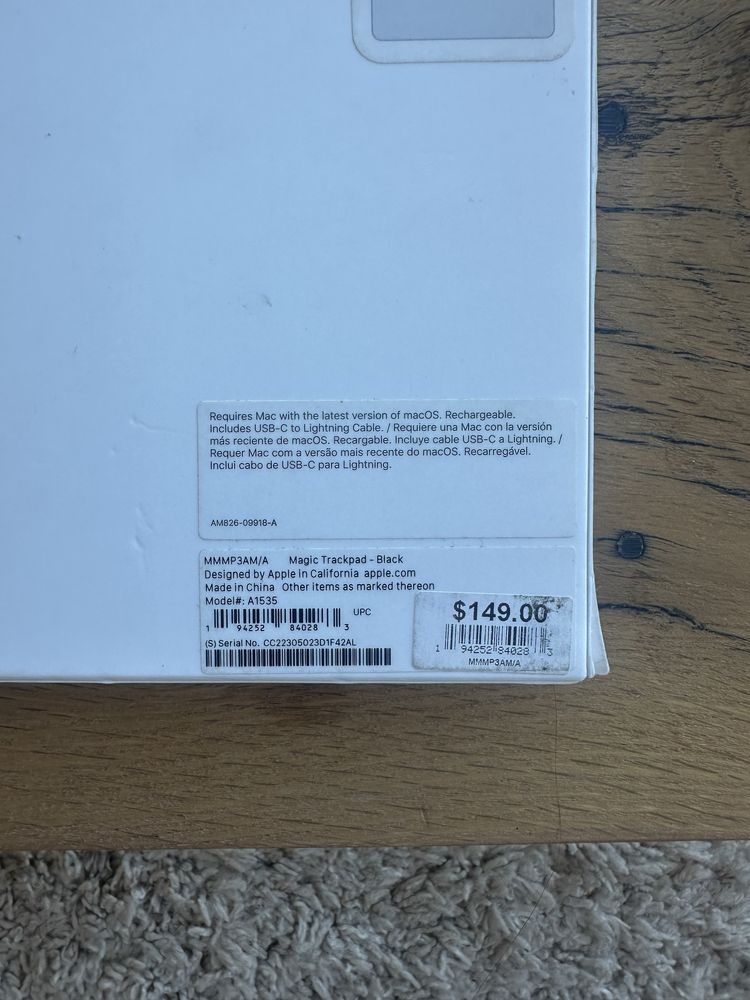 Requires Mac with the latest version of macOS. Rechargeable.
Includes USB-C to Lightning Cable. / Requiere una Mac con la versión
más reciente de macOS. Recargable. Incluye cable USB-C a Lightning. /
Requer Mac com a versão mais recente do macOS. Recarregável.
Inclui cabo de USB-C para Lightning.
AM826-09918-A
MMMP3AM/A Magic Trackpad - Black
Designed by Apple in California apple.com
Made in China Other items as marked thereon
Model#: A1535
UPC
1 94252 84028 3
(S) Serial No. CC22305023D1F42AL
$149.00
1 94252 84028 3
MMMP3AM/A